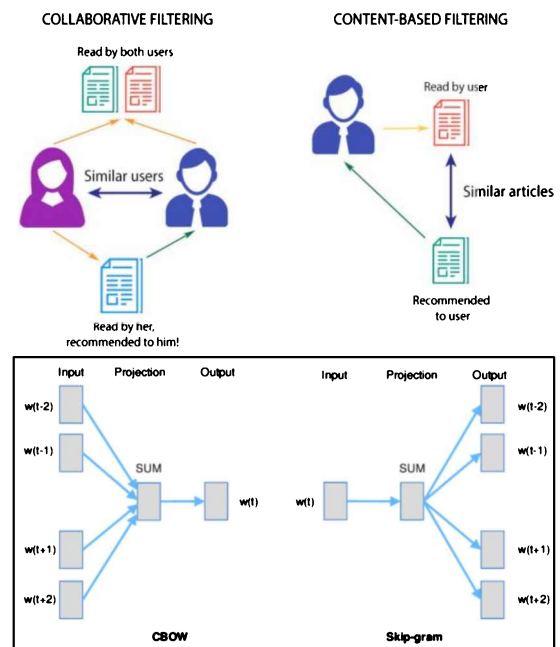 COLLABORATIVE FILTERING
Read by both users
Similar users
Read by her,
recommended to him!
CONTENT-BASED FILTERING
Read by user
Similar articles
Recommended
to user
Input Projection Output
w(t-2)
w(t-1)
SUM
w(t)
w(t+1)
w(t+2)
CBOW
Input Projection Output
w(t-2)
w(t-1)
SUM
w(t)
w(t+1)
w(t+2)
Skip-gram